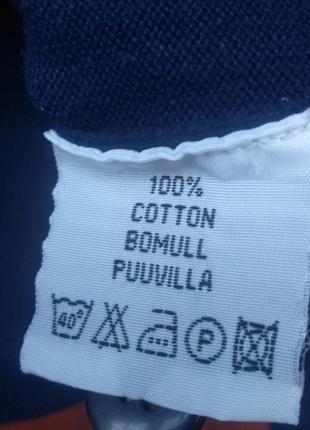 100%
COTTON
BOMULL
PUUVILLA
40° P